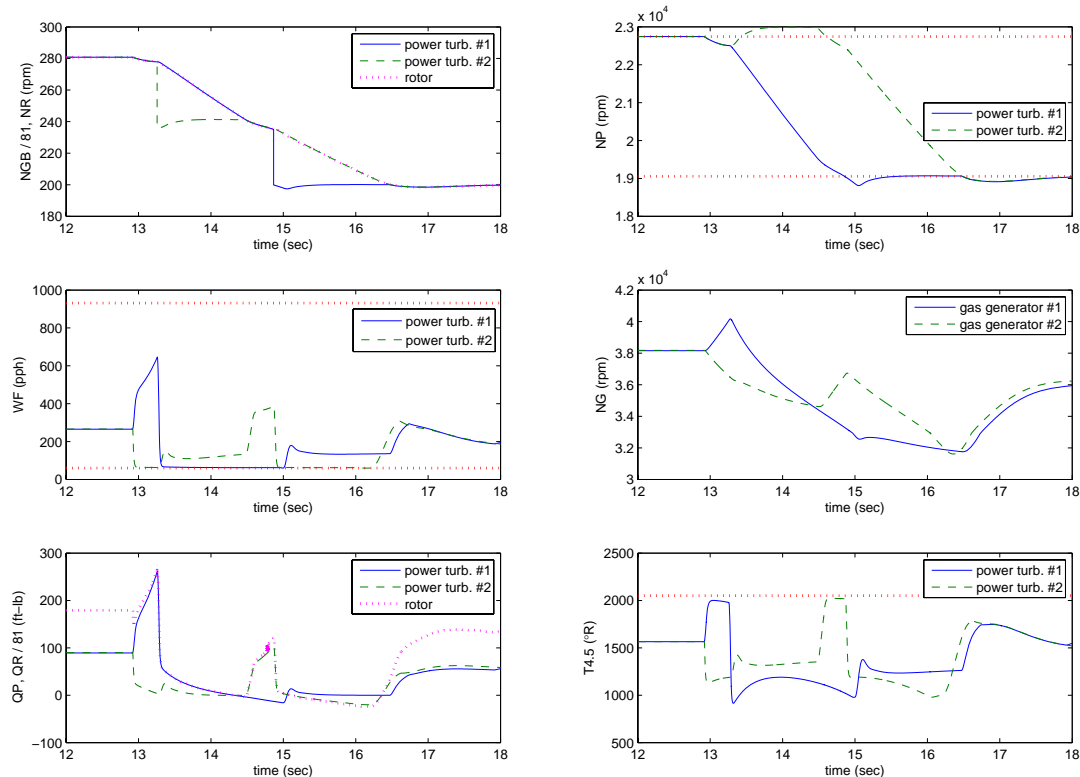 300
280
260
240
220
200
180
NGB / 81, NR (rpm)
power turb. #1
power turb. #2
rotor
12 13 14 15 16 17 18
time (sec)
x 10⁴
2.3
2.2
2.1
2
1.9
1.8
NP (rpm)
power turb. #1
power turb. #2
12 13 14 15 16 17 18
time (sec)
1000
800
600
400
200
0
WF (pph)
power turb. #1
power turb. #2
12 13 14 15 16 17 18
time (sec)
x 10⁴
4.2
4
3.8
3.6
3.4
3.2
3
NG (rpm)
gas generator #1
gas generator #2
12 13 14 15 16 17 18
time (sec)
300
200
100
0
−100
QP, QR / 81 (ft−lb)
power turb. #1
power turb. #2
rotor
12 13 14 15 16 17 18
time (sec)
2500
2000
1500
1000
500
T4.5 (°R)
power turb. #1
power turb. #2
12 13 14 15 16 17 18
time (sec)